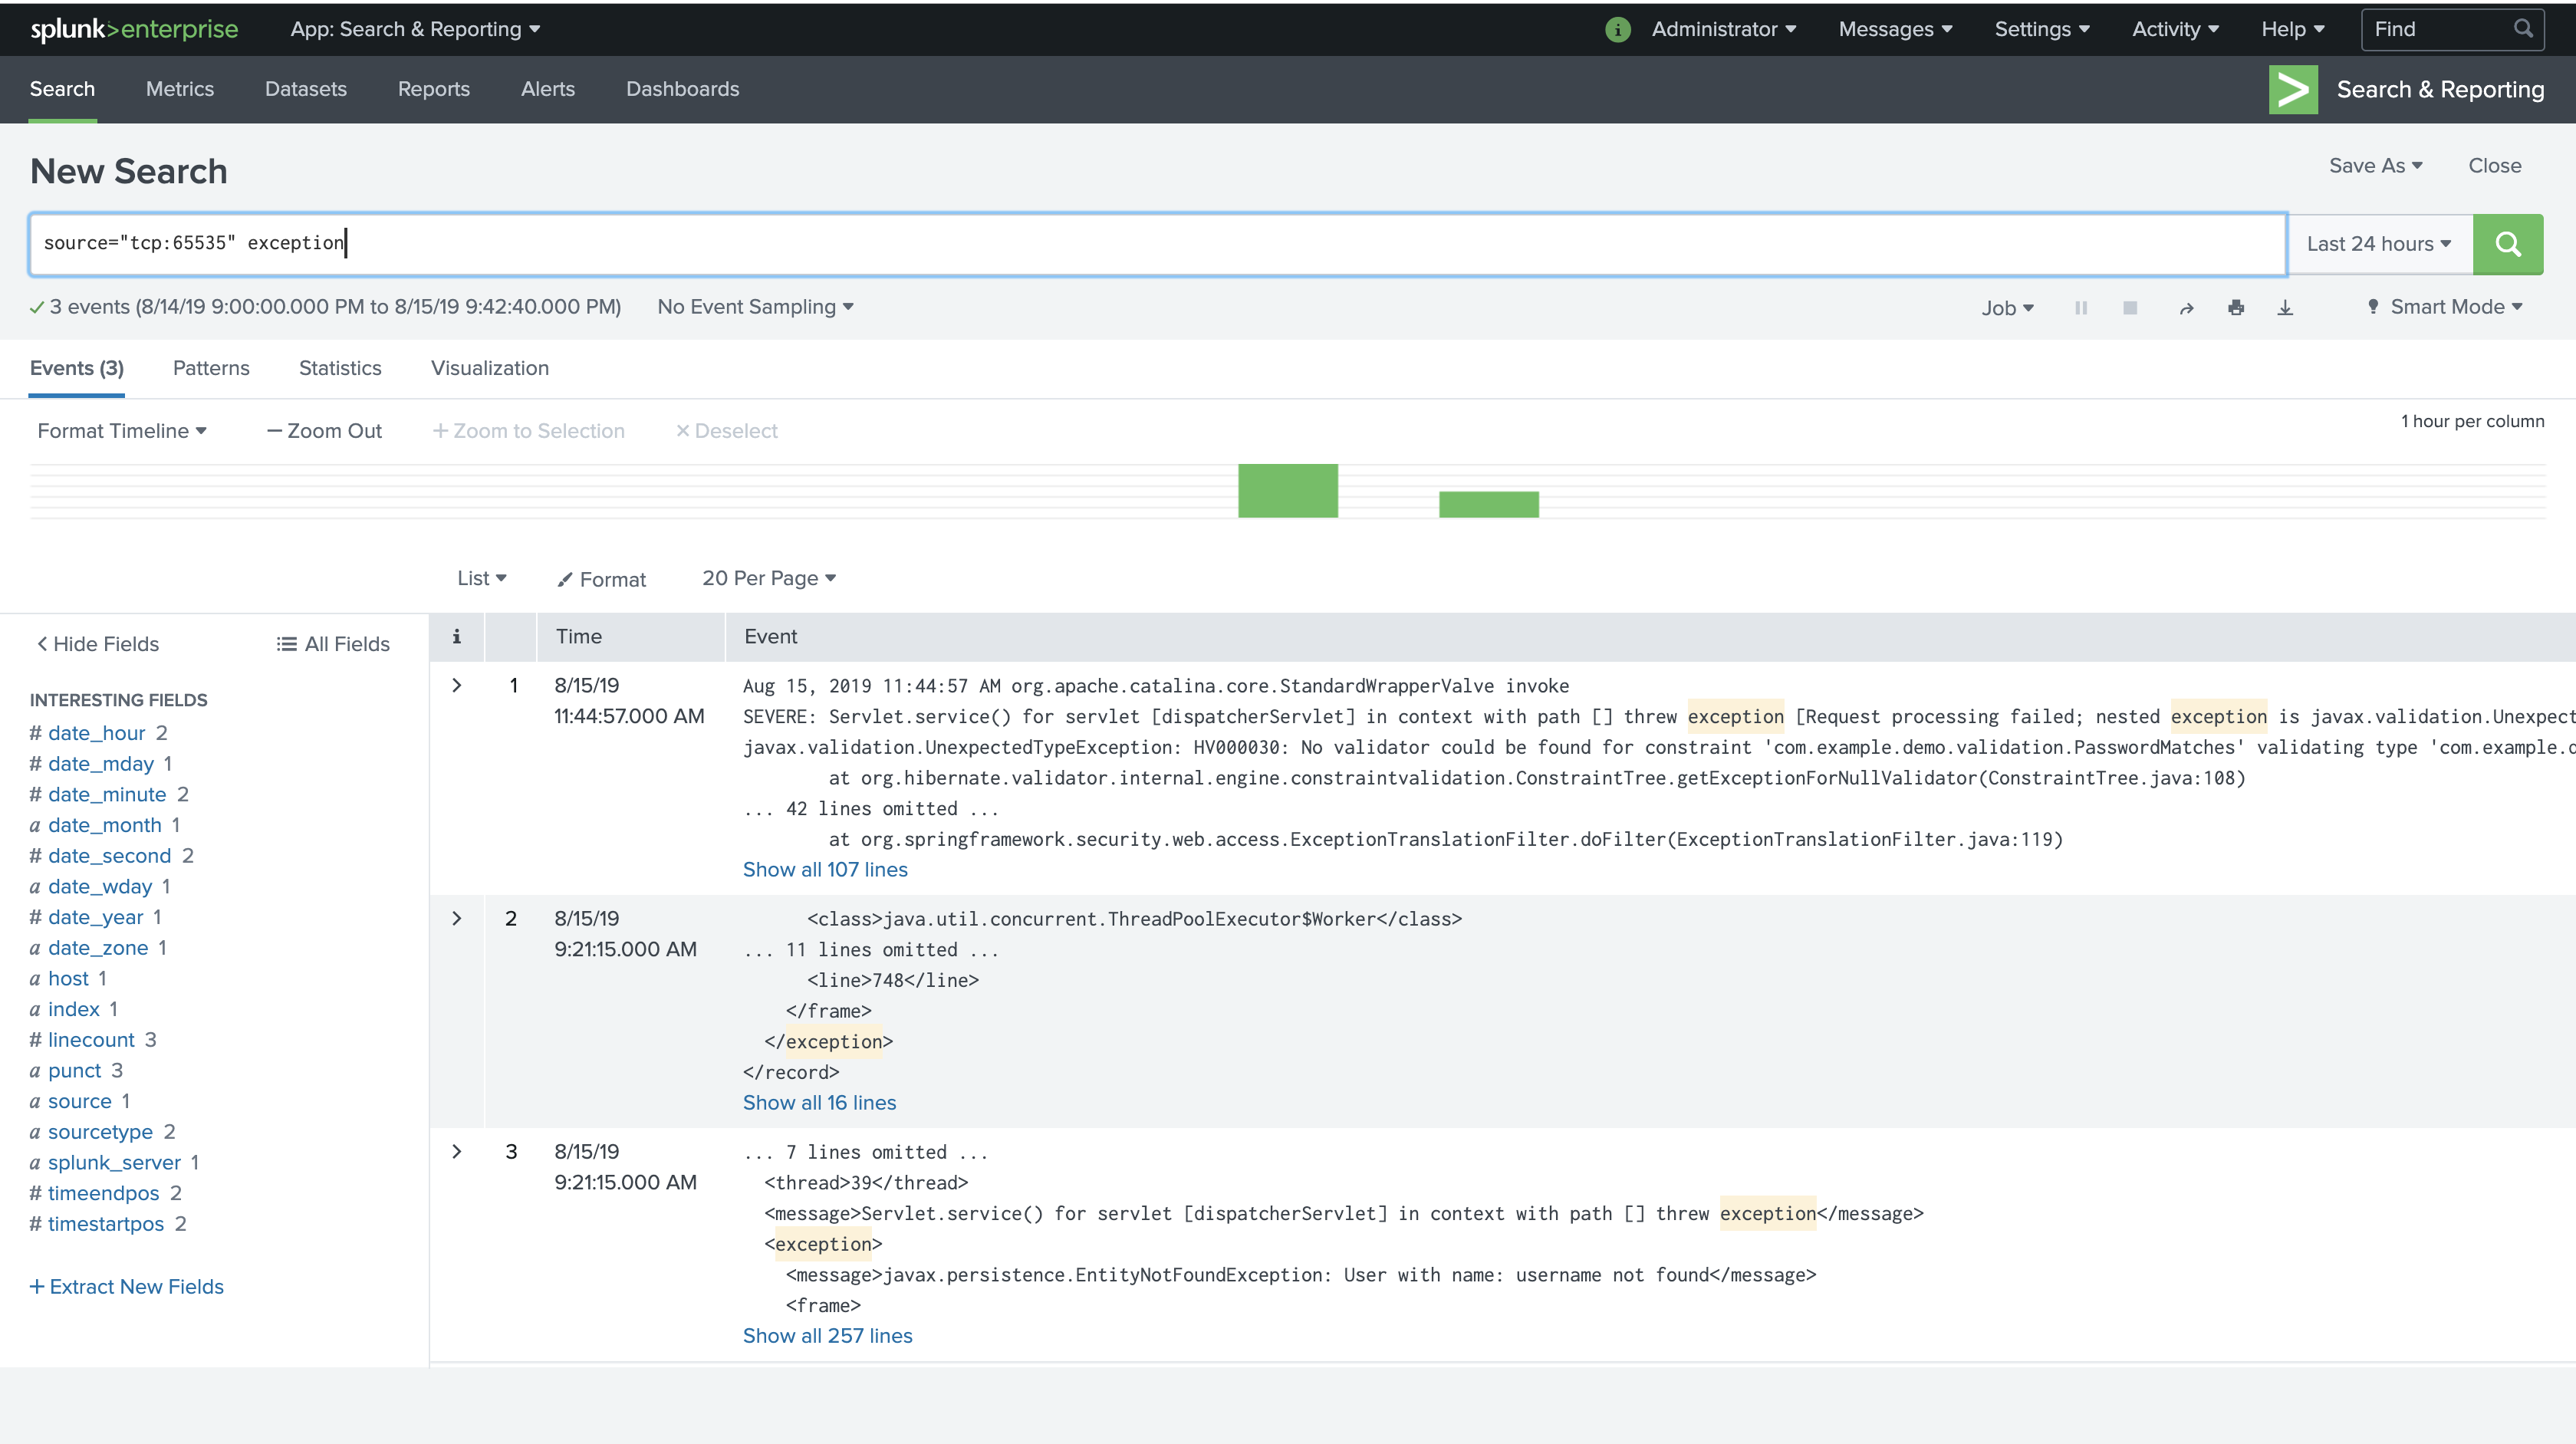 splunk>enterprise App: Search & Reporting i Administrator Messages Settings Activity Help Find
Search Metrics Datasets Reports Alerts Dashboards > Search & Reporting
New Search Save As Close
source="tcp:65535" exception Last 24 hours
✓ 3 events (8/14/19 9:00:00.000 PM to 8/15/19 9:42:40.000 PM) No Event Sampling Job Smart Mode
Events (3) Patterns Statistics Visualization
Format Timeline — Zoom Out + Zoom to Selection × Deselect 1 hour per column
List Format 20 Per Page
< Hide Fields All Fields
i Time Event
INTERESTING FIELDS
# date_hour 2
# date_mday 1
# date_minute 2
a date_month 1
# date_second 2
a date_wday 1
# date_year 1
a date_zone 1
a host 1
a index 1
# linecount 3
a punct 3
a source 1
a sourcetype 2
a splunk_server 1
# timeendpos 2
# timestartpos 2
+ Extract New Fields
> 1 8/15/19
11:44:57.000 AM
Aug 15, 2019 11:44:57 AM org.apache.catalina.core.StandardWrapperValve invoke
SEVERE: Servlet.service() for servlet [dispatcherServlet] in context with path [] threw exception [Request processing failed; nested exception is javax.validation.Unexpect
javax.validation.UnexpectedTypeException: HV000030: No validator could be found for constraint 'com.example.demo.validation.PasswordMatches' validating type 'com.example.d
at org.hibernate.validator.internal.engine.constraintvalidation.ConstraintTree.getExceptionForNullValidator(ConstraintTree.java:108)
... 42 lines omitted ...
at org.springframework.security.web.access.ExceptionTranslationFilter.doFilter(ExceptionTranslationFilter.java:119)
Show all 107 lines
> 2 8/15/19
9:21:15.000 AM
<class>java.util.concurrent.ThreadPoolExecutor$Worker</class>
... 11 lines omitted ...
<line>748</line>
</frame>
</exception>
</record>
Show all 16 lines
> 3 8/15/19
9:21:15.000 AM
... 7 lines omitted ...
<thread>39</thread>
<message>Servlet.service() for servlet [dispatcherServlet] in context with path [] threw exception</message>
<exception>
<message>javax.persistence.EntityNotFoundException: User with name: username not found</message>
<frame>
Show all 257 lines